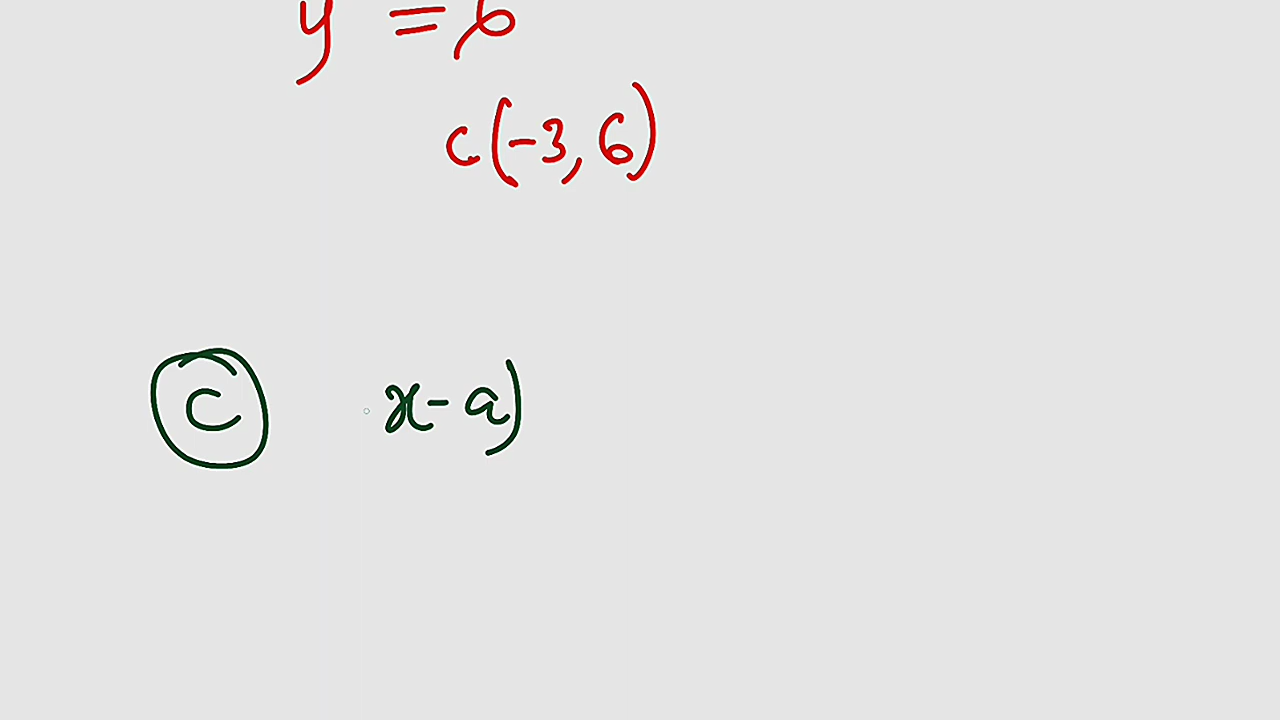 y = 6
c(-3, 6)
c x - a)